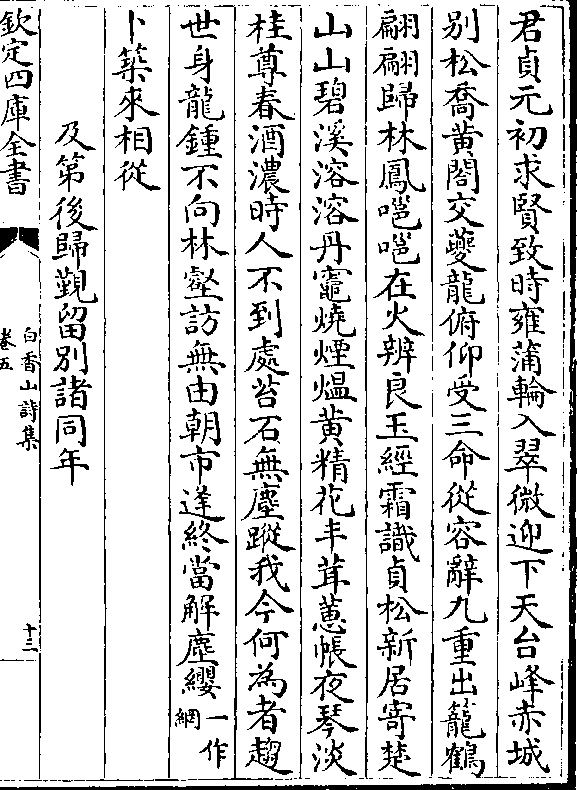 君貞元初求賢致時雍蒲輪入翠微迎下天台峰赤城
别松喬黄閣交夔龍俯仰受三命從容辭九重出籠鶴
翩翩歸林鳳嗈嗈在火辨良玉經霜識貞松新居寄楚
山山碧溪溶溶丹竈燒煙熅黄精花丰茸蕙帳夜琴淡
桂尊春酒濃時人不到處苔石無塵蹤我今何為者趨
世身龍鍾不向林壑訪無由朝市逢終當解塵纓一作網
卜築來相從
及第後歸覲留别諸同年
欽定四庫全書
白香山詩集
卷五
十三